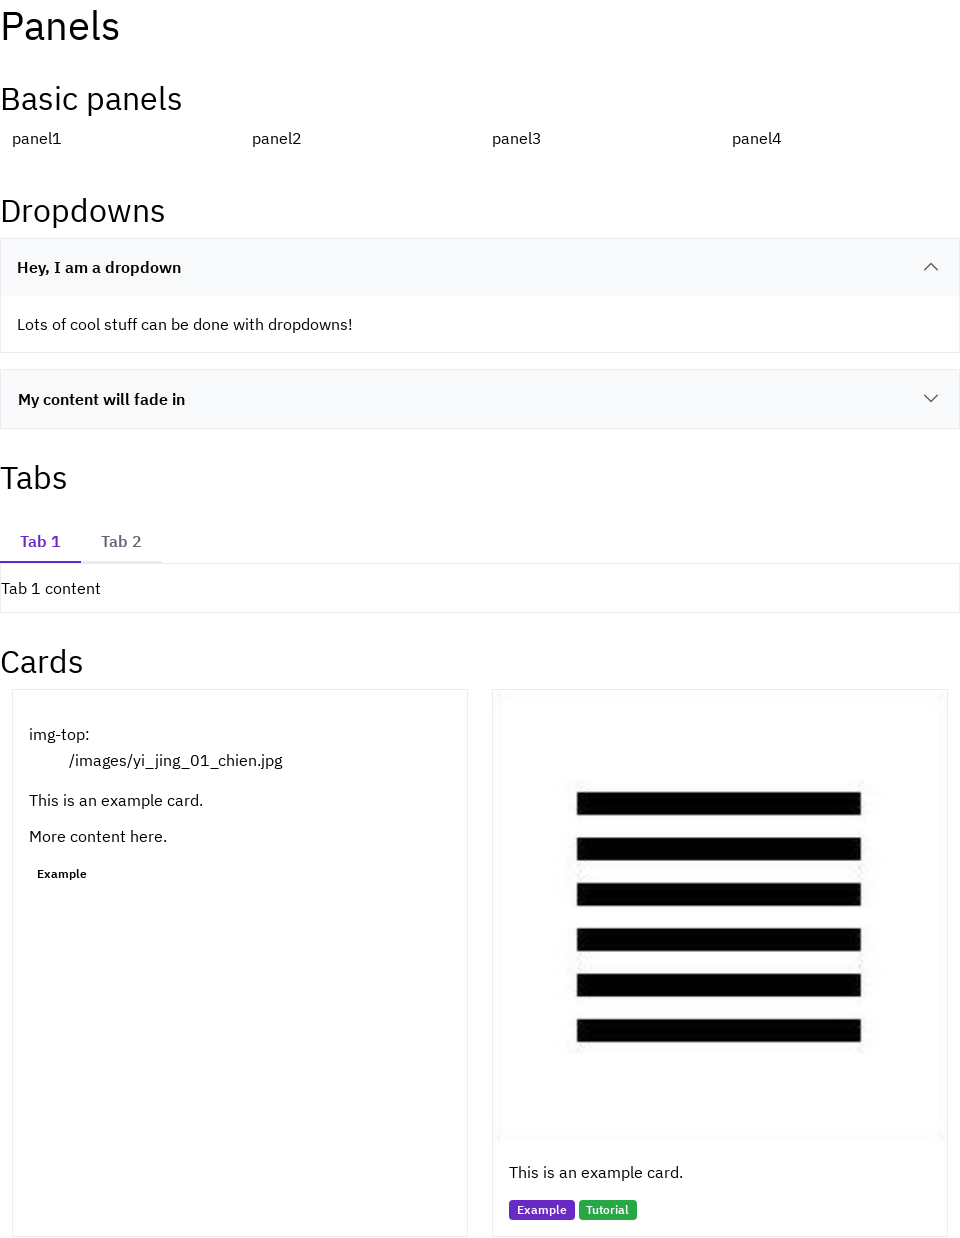 Panels
Basic panels
panel1 panel2 panel3 panel4
Dropdowns
Hey, I am a dropdown
Lots of cool stuff can be done with dropdowns!
My content will fade in
Tabs
Tab 1 Tab 2
Tab 1 content
Cards
img-top:
/images/yi_jing_01_chien.jpg
This is an example card.
More content here.
Example
This is an example card.
Example Tutorial